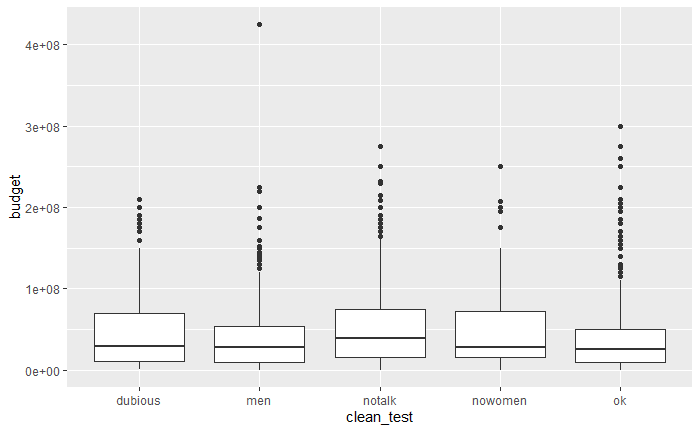 4e+08
3e+08
2e+08
1e+08
0e+00
budget
dubious men notalk nowomen ok
clean_test